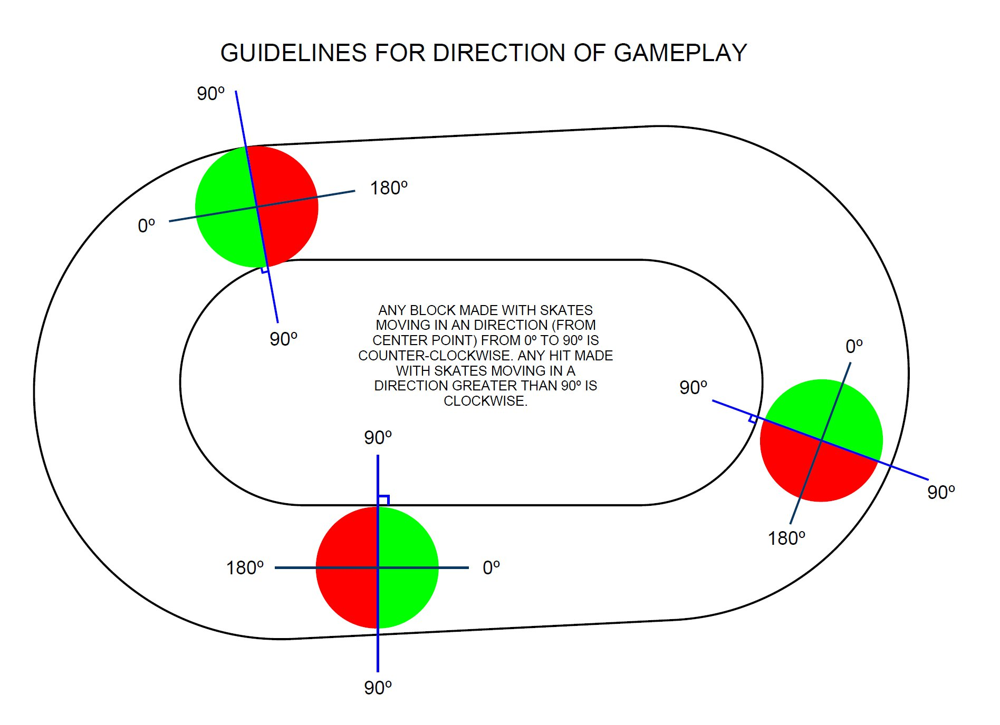 GUIDELINES FOR DIRECTION OF GAMEPLAY
90º
180º
0º
90º
ANY BLOCK MADE WITH SKATES
MOVING IN AN DIRECTION (FROM
CENTER POINT) FROM 0º TO 90º IS
COUNTER-CLOCKWISE. ANY HIT MADE
WITH SKATES MOVING IN A
DIRECTION GREATER THAN 90º IS
CLOCKWISE.
0º
90º
90º
180º
90º
180º
0º
90º